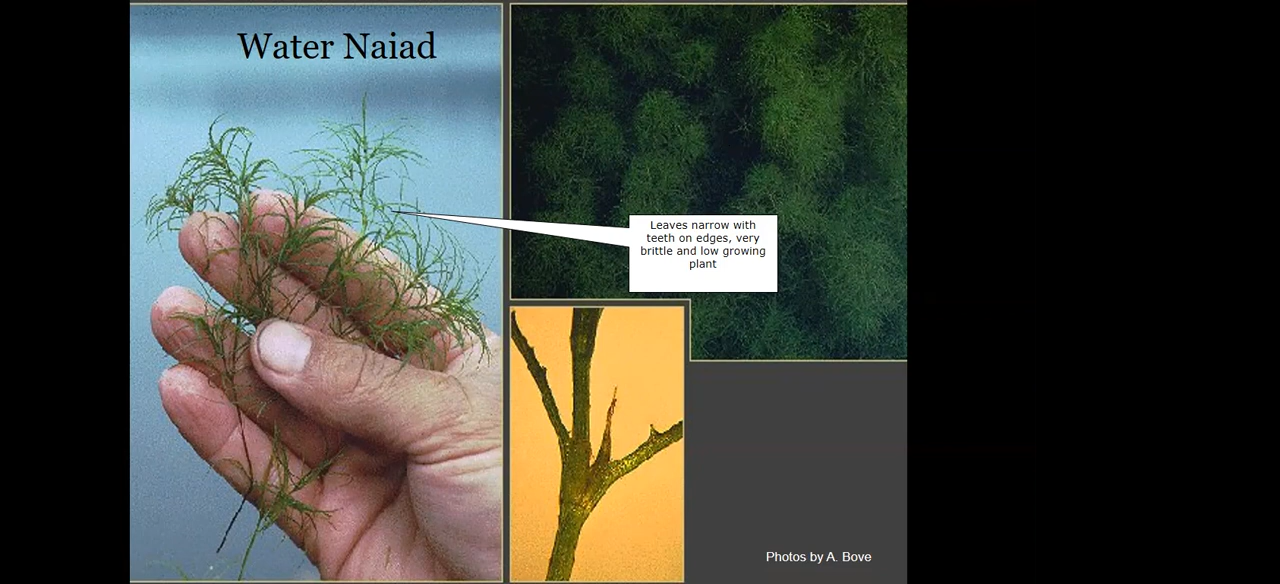 Water Naiad
Leaves narrow with
teeth on edges, very
brittle and low growing
plant
Photos by A. Bove